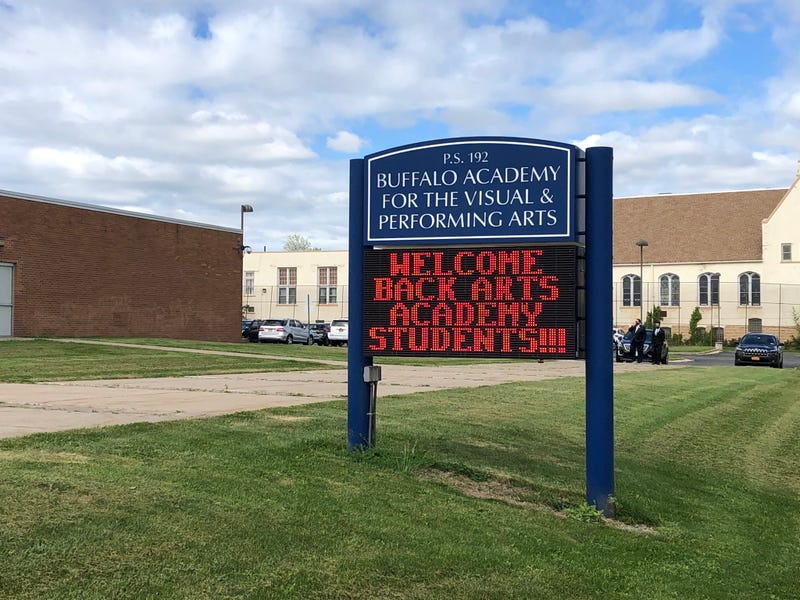 P.S. 192
BUFFALO ACADEMY
FOR THE VISUAL &
PERFORMING ARTS
WELCOME
BACK ARTS
ACADEMY
STUDENTS!!!